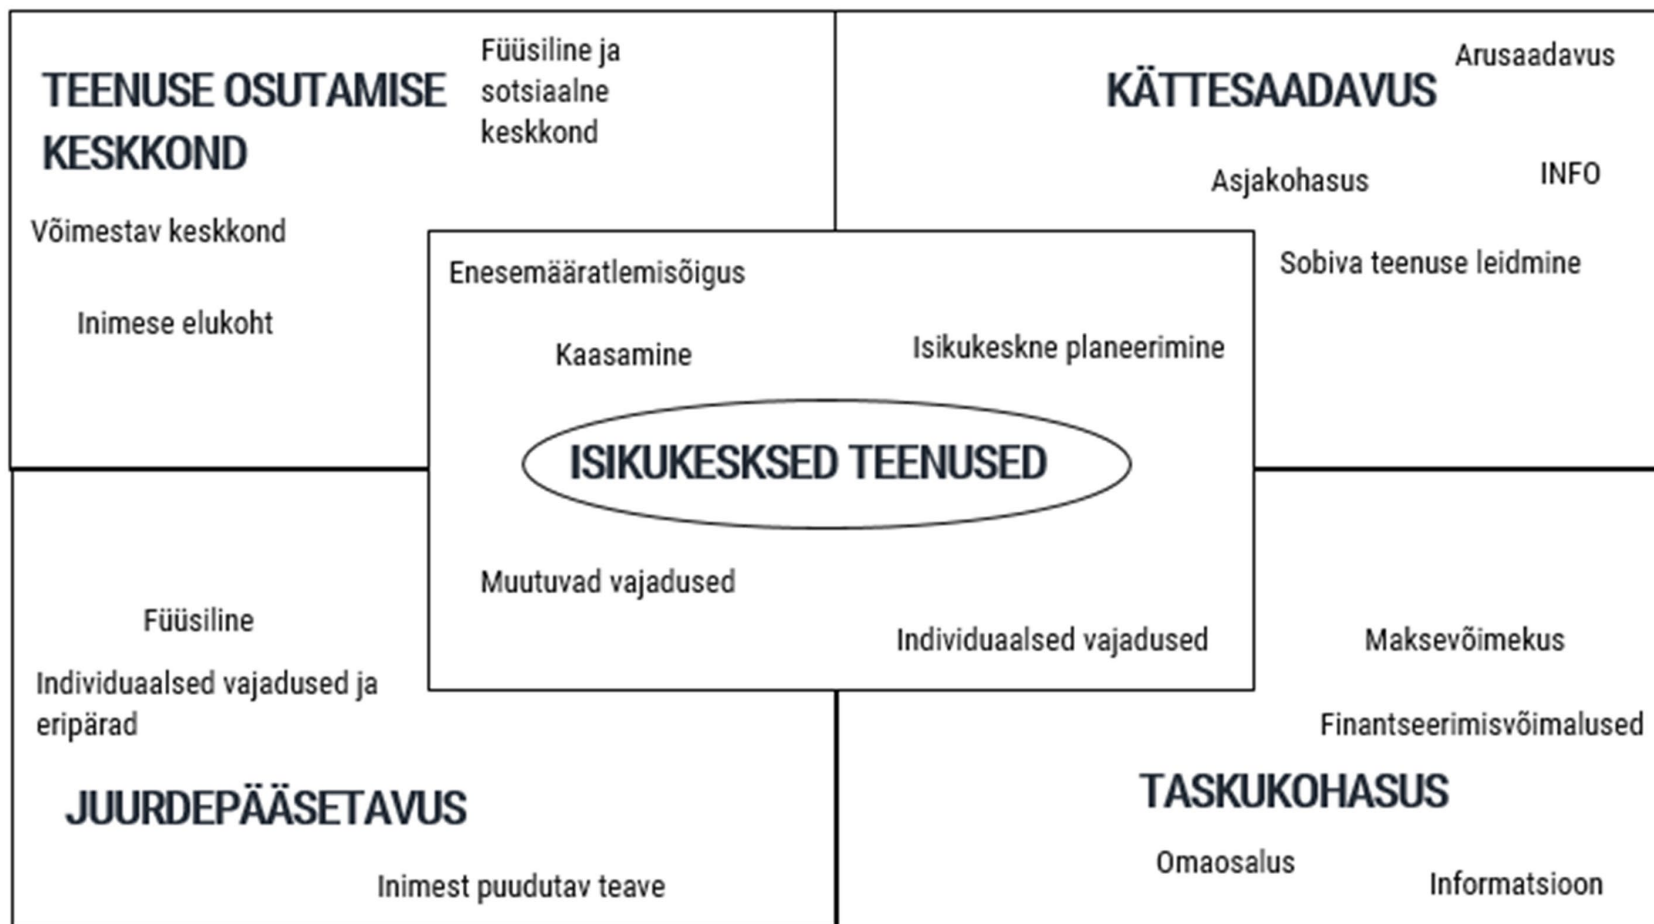 TEENUSE OSUTAMISE
KESKKOND
Füüsiline ja
sotsiaalne
keskkond
Võimestav keskkond
Inimese elukoht
KÄTTESAADAVUS
Arusaadavus
Asjakohasus
INFO
Sobiva teenuse leidmine
Enesemääratlemisõigus
Kaasamine
Isikukeskne planeerimine
ISIKUKESKSED TEENUSED
Muutuvad vajadused
Individuaalsed vajadused
Füüsiline
Individuaalsed vajadused ja
eripärad
JUURDEPÄÄSETAVUS
Inimest puudutav teave
Maksevõimekus
Finantseerimisvõimalused
TASKUKOHASUS
Omaosalus
Informatsioon